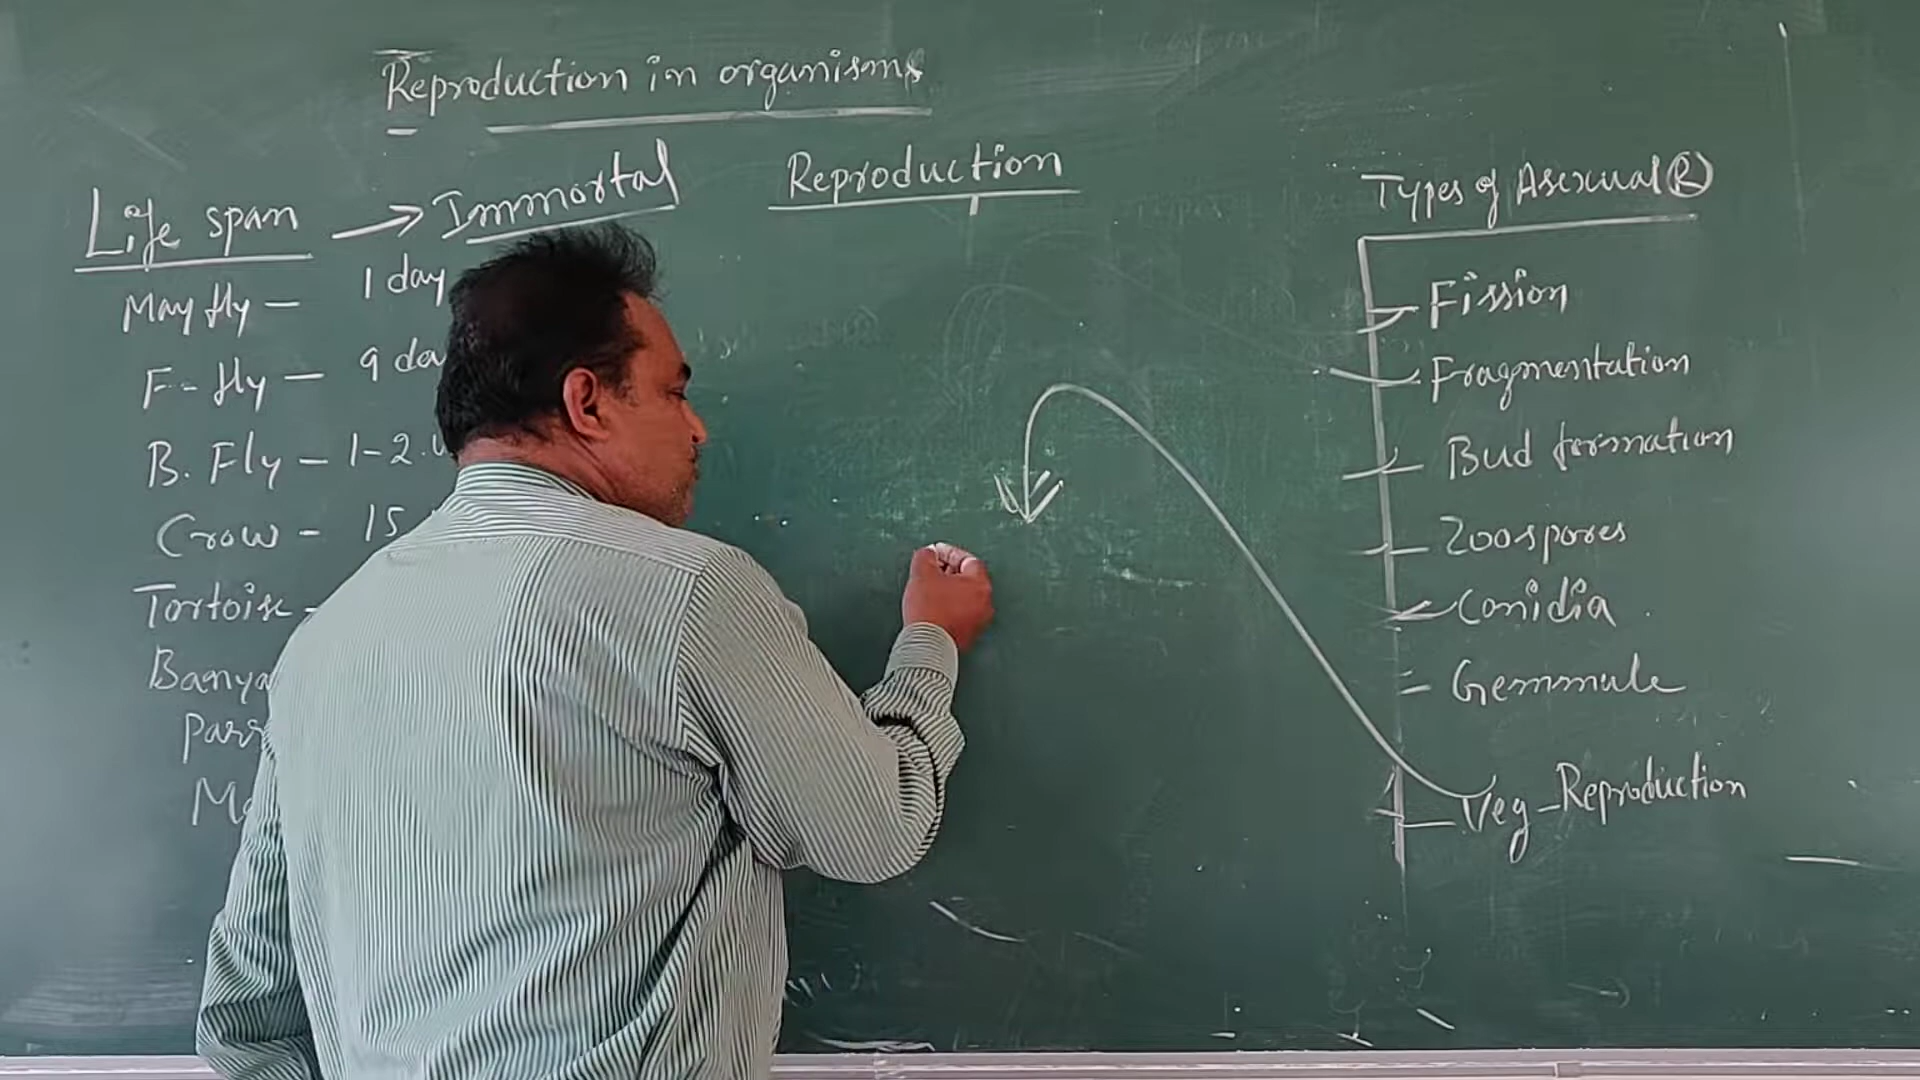 Reproduction in organisms
Life span → Immortal
May fly - 1 day
F- fly - 9 da
B. Fly - 1-2.
Crow - 15
Tortoise -
Banya
Parr
Reproduction
Types of Asexual R
Fission
Fragmentation
Bud formation
Zoospores
Conidia
Gemmule
Veg-Reproduction